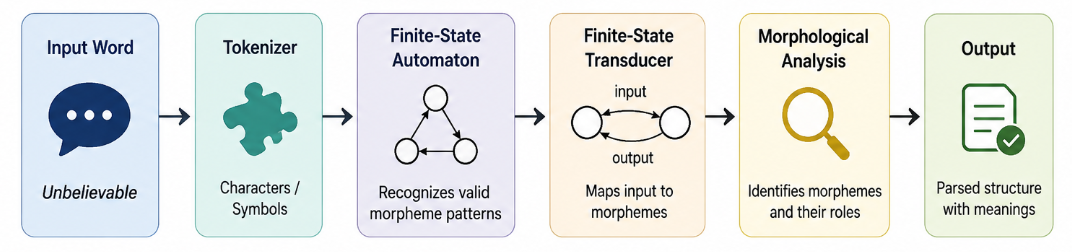 Input Word
Unbelievable
Tokenizer
Characters /
Symbols
Finite-State
Automaton
Recognizes valid
morpheme patterns
Finite-State
Transducer
input
output
Maps input to
morphemes
Morphological
Analysis
Identifies morphemes
and their roles
Output
Parsed structure
with meanings